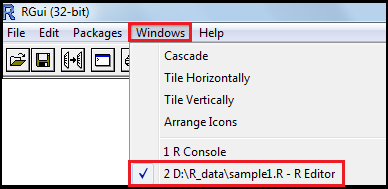 RGui (32-bit)
File Edit Packages Windows Help
Cascade
Tile Horizontally
Tile Vertically
Arrange Icons
1 R Console
2 D:\R_data\sample1.R - R Editor